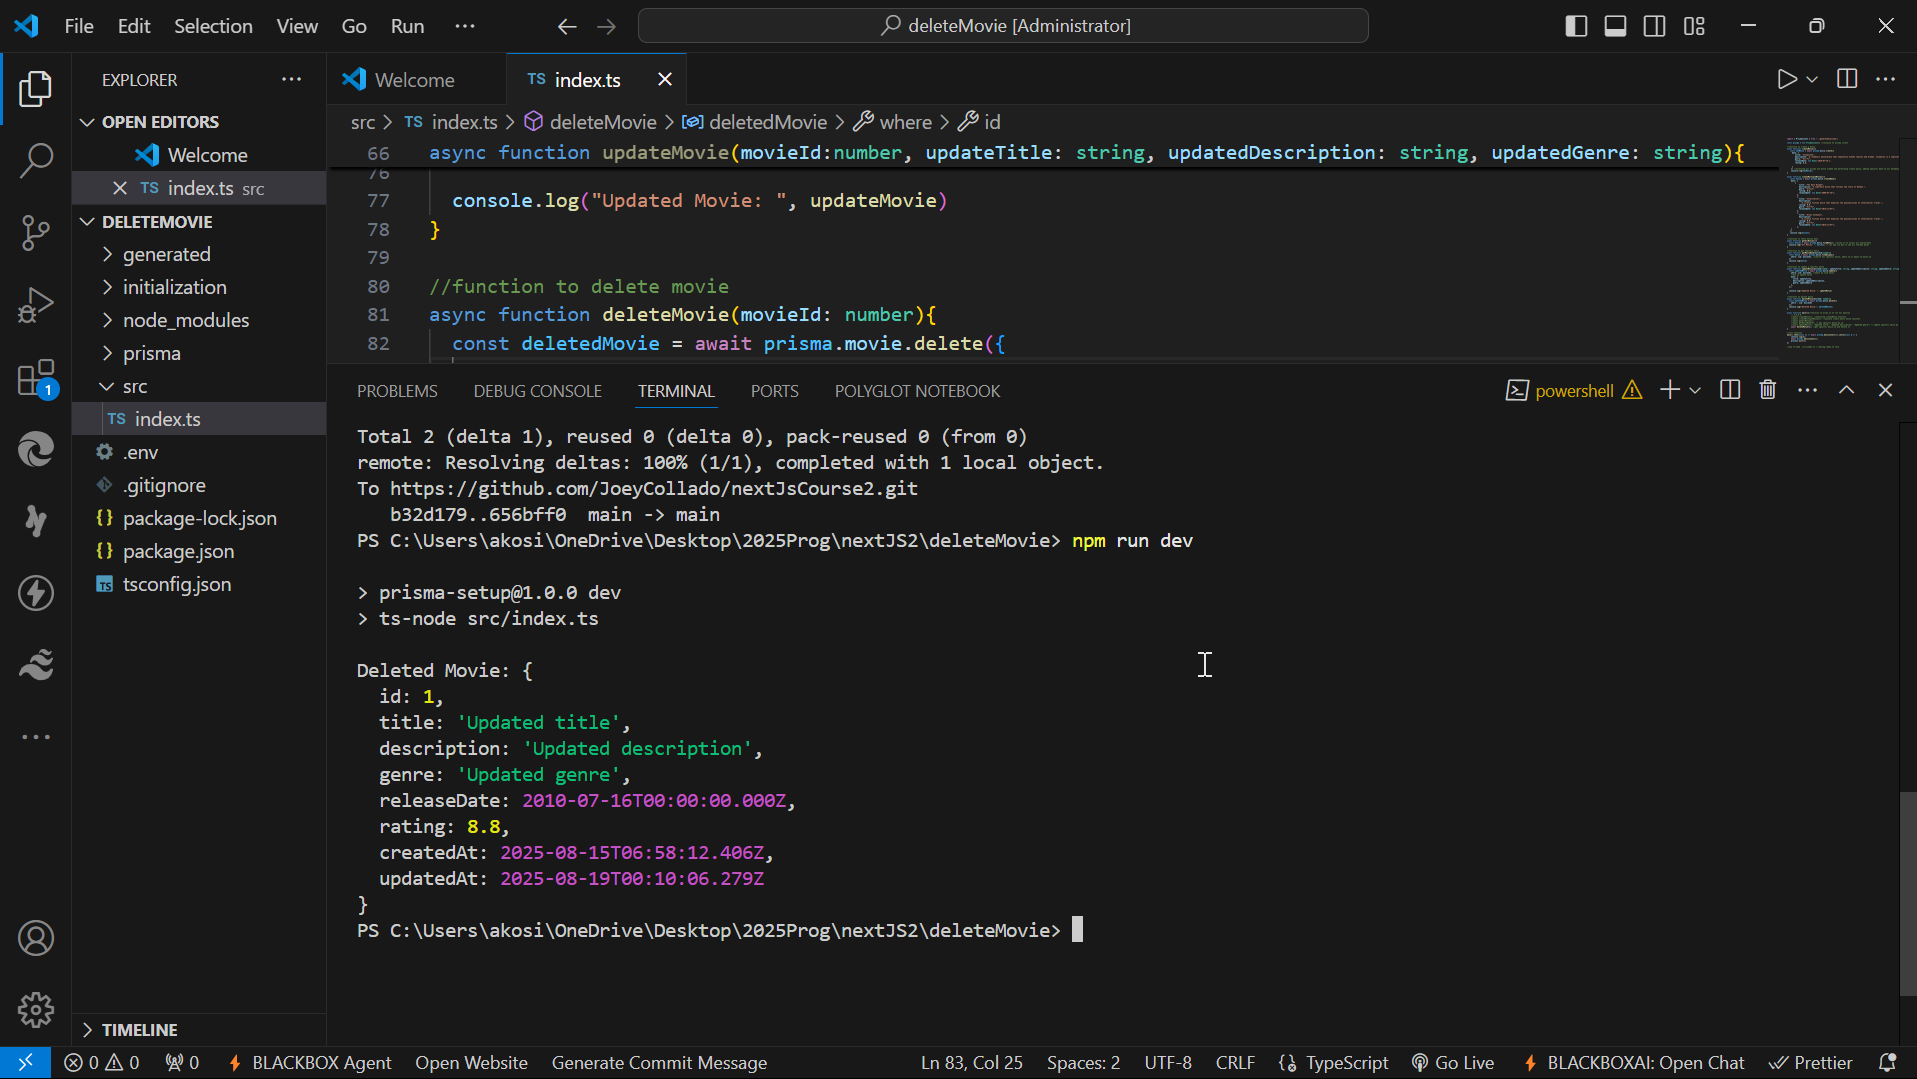 File Edit Selection View Go Run ··· deleteMovie [Administrator]
EXPLORER
OPEN EDITORS
Welcome
TS index.ts src
DELETEMOVIE
generated
initialization
node_modules
prisma
src
TS index.ts
.env
.gitignore
{} package-lock.json
{} package.json
TS tsconfig.json
TIMELINE
1
Welcome
TS index.ts
src > TS index.ts > deleteMovie > deletedMovie > where > id
66 async function updateMovie(movieId:number, updateTitle: string, updatedDescription: string, updatedGenre: string){
76
77 console.log("Updated Movie: ", updateMovie)
78 }
79
80 //function to delete movie
81 async function deleteMovie(movieId: number){
82 const deletedMovie = await prisma.movie.delete({
PROBLEMS DEBUG CONSOLE TERMINAL PORTS POLYGLOT NOTEBOOK powershell
Total 2 (delta 1), reused 0 (delta 0), pack-reused 0 (from 0)
remote: Resolving deltas: 100% (1/1), completed with 1 local object.
To https://github.com/JoeyCollado/nextJsCourse2.git
b32d179..656bff0 main -> main
PS C:\Users\akosi\OneDrive\Desktop\2025Prog\nextJS2\deleteMovie> npm run dev
> prisma-setup@1.0.0 dev
> ts-node src/index.ts
Deleted Movie: {
id: 1,
title: 'Updated title',
description: 'Updated description',
genre: 'Updated genre',
releaseDate: 2010-07-16T00:00:00.000Z,
rating: 8.8,
createdAt: 2025-08-15T06:58:12.406Z,
updatedAt: 2025-08-19T00:10:06.279Z
}
PS C:\Users\akosi\OneDrive\Desktop\2025Prog\nextJS2\deleteMovie>
0 0 0 BLACKBOX Agent Open Website Generate Commit Message Ln 83, Col 25 Spaces: 2 UTF-8 CRLF {} TypeScript Go Live BLACKBOXAI: Open Chat Prettier